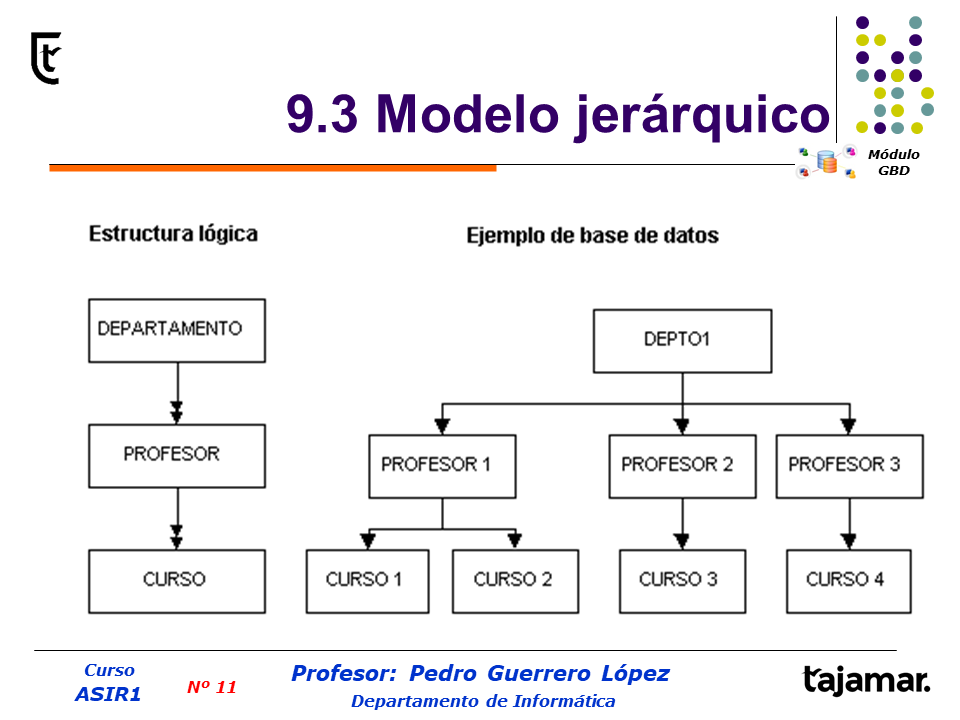 9.3 Modelo jerárquico
Módulo
GBD
Estructura lógica
Ejemplo de base de datos
DEPARTAMENTO
PROFESOR
CURSO
DEPTO1
PROFESOR 1
PROFESOR 2
PROFESOR 3
CURSO 1
CURSO 2
CURSO 3
CURSO 4
Curso
ASIR1
Nº 11
Profesor: Pedro Guerrero López
Departamento de Informática
tajamar.